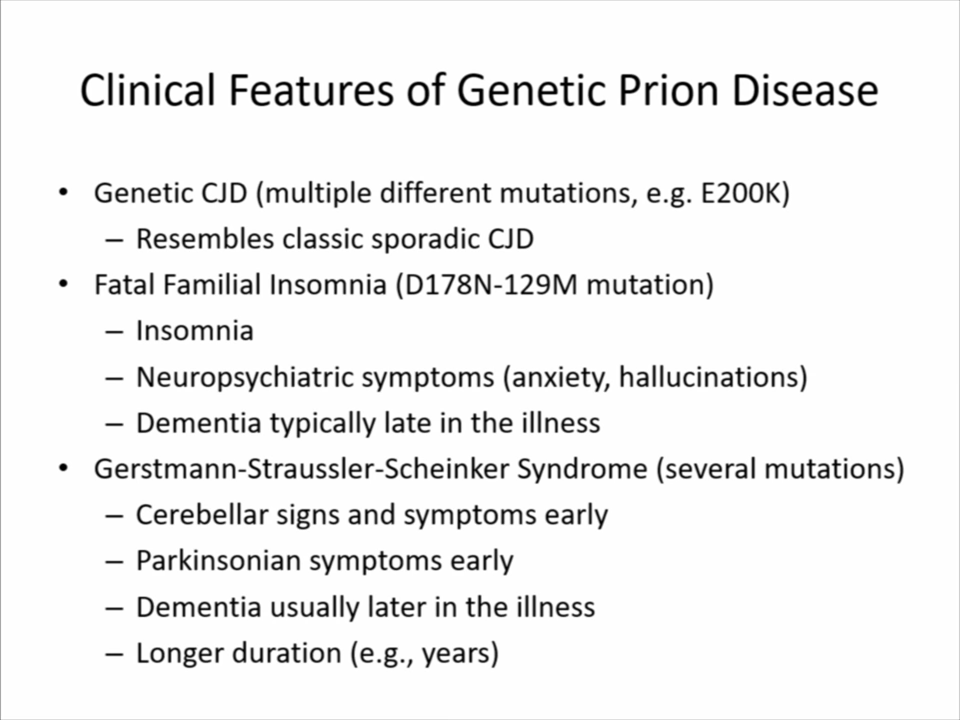 Clinical Features of Genetic Prion Disease
• Genetic CJD (multiple different mutations, e.g. E200K)
– Resembles classic sporadic CJD
• Fatal Familial Insomnia (D178N-129M mutation)
– Insomnia
– Neuropsychiatric symptoms (anxiety, hallucinations)
– Dementia typically late in the illness
• Gerstmann-Straussler-Scheinker Syndrome (several mutations)
– Cerebellar signs and symptoms early
– Parkinsonian symptoms early
– Dementia usually later in the illness
– Longer duration (e.g., years)